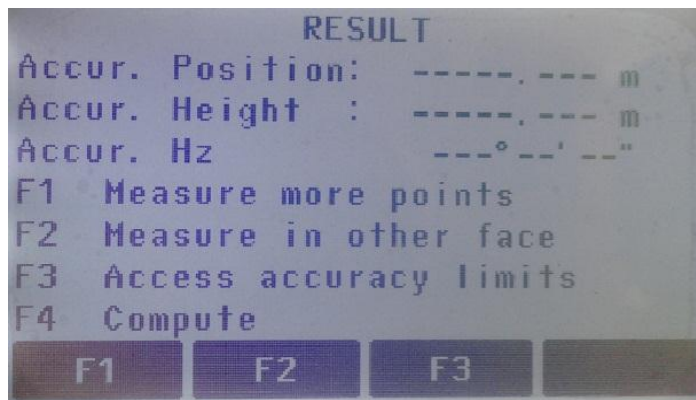 RESULT
Accur. Position: -----.--- m
Accur. Height : -----.--- m
Accur. Hz ---°--'--"
F1 Measure more points
F2 Measure in other face
F3 Access accuracy limits
F4 Compute
F1 F2 F3